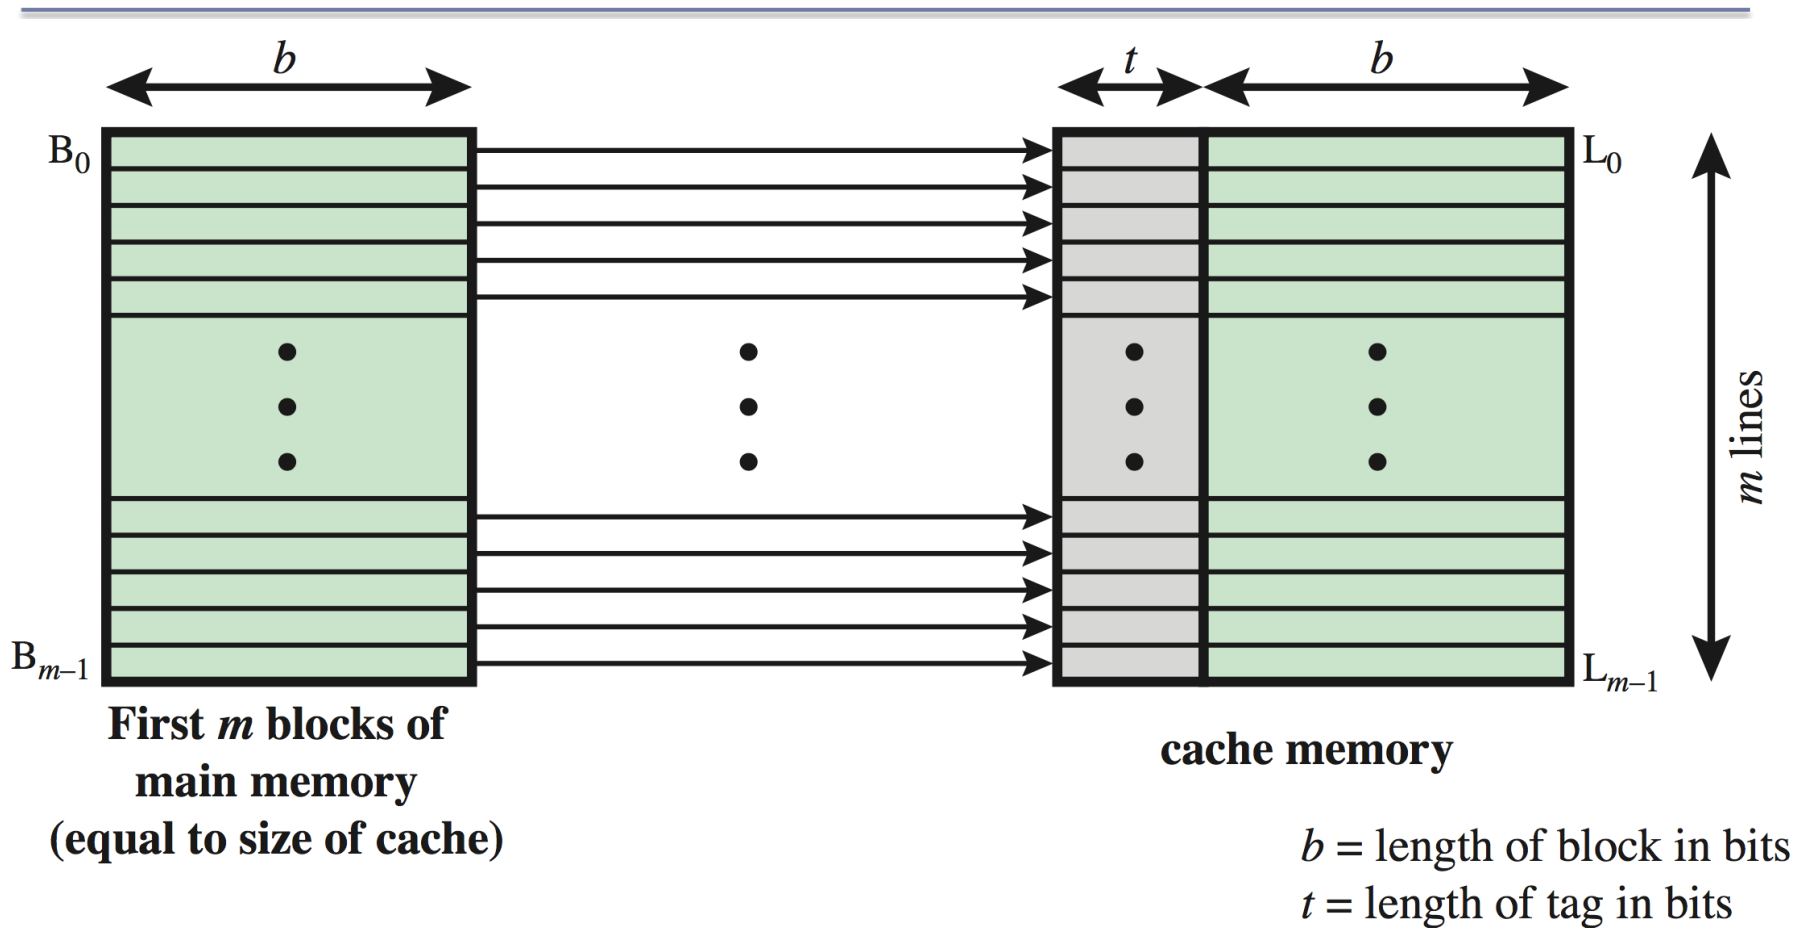 b
t
b
B0
L0
m lines
Bm–1
Lm–1
First m blocks of
main memory
(equal to size of cache)
cache memory
b = length of block in bits
t = length of tag in bits